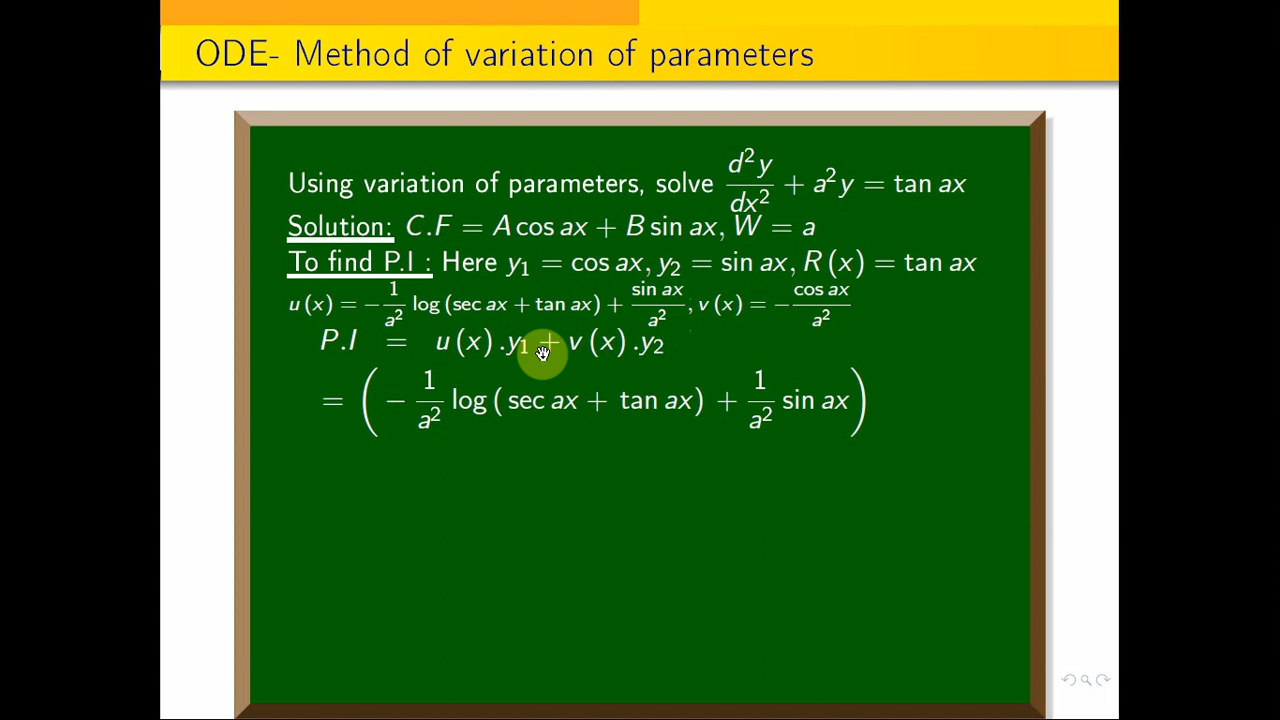 ODE- Method of variation of parameters
Using variation of parameters, solve d²y/dx² + a²y = tan ax
Solution: C.F = A cos ax + B sin ax, W = a
To find P.I : Here y₁ = cos ax, y₂ = sin ax, R (x) = tan ax
u (x) = − 1/a² log (sec ax + tan ax) + sin ax/a², v (x) = − cos ax/a²
P.I = u (x) .y₁ + v (x) .y₂
= ( − 1/a² log ( sec ax + tan ax) + 1/a² sin ax )